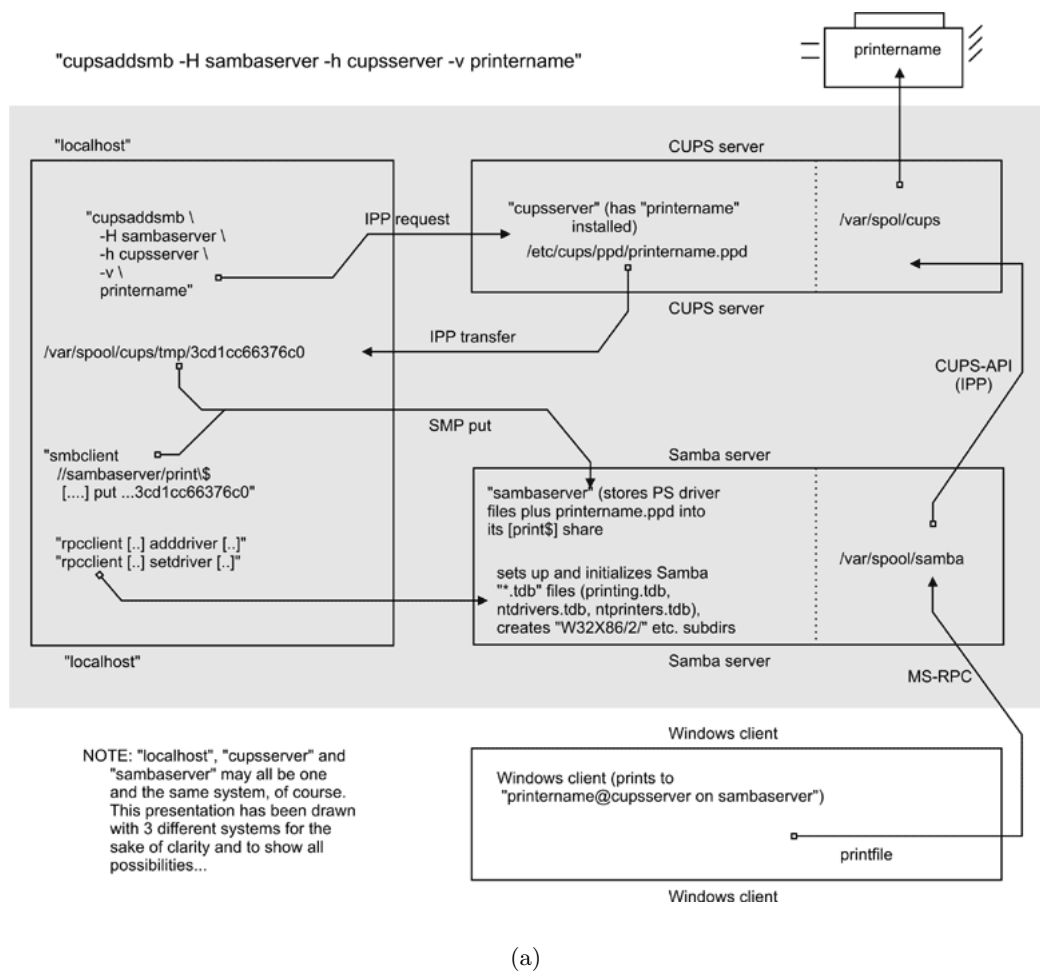 "cupsaddsmb -H sambaserver -h cupsserver -v printername"
printername
"localhost"
"cupsaddsmb \
-H sambaserver \
-h cupsserver \
-v \
printername"
IPP request
CUPS server
"cupsserver" (has "printername"
installed)
/etc/cups/ppd/printername.ppd
/var/spol/cups
CUPS server
IPP transfer
/var/spool/cups/tmp/3cd1cc66376c0
CUPS-API
(IPP)
SMP put
"smbclient
//sambaserver/print\$
[....] put ...3cd1cc66376c0"
"rpcclient [..] adddriver [..]"
"rpcclient [..] setdriver [..]"
"localhost"
Samba server
"sambaserver" (stores PS driver
files plus printername.ppd into
its [print$] share
sets up and initializes Samba
"*.tdb" files (printing.tdb,
ntdrivers.tdb, ntprinters.tdb),
creates "W32X86/2/" etc. subdirs
/var/spool/samba
Samba server
MS-RPC
NOTE: "localhost", "cupsserver" and
"sambaserver" may all be one
and the same system, of course.
This presentation has been drawn
with 3 different systems for the
sake of clarity and to show all
possibilities...
Windows client
Windows client (prints to
"printername@cupsserver on sambaserver")
printfile
Windows client
(a)